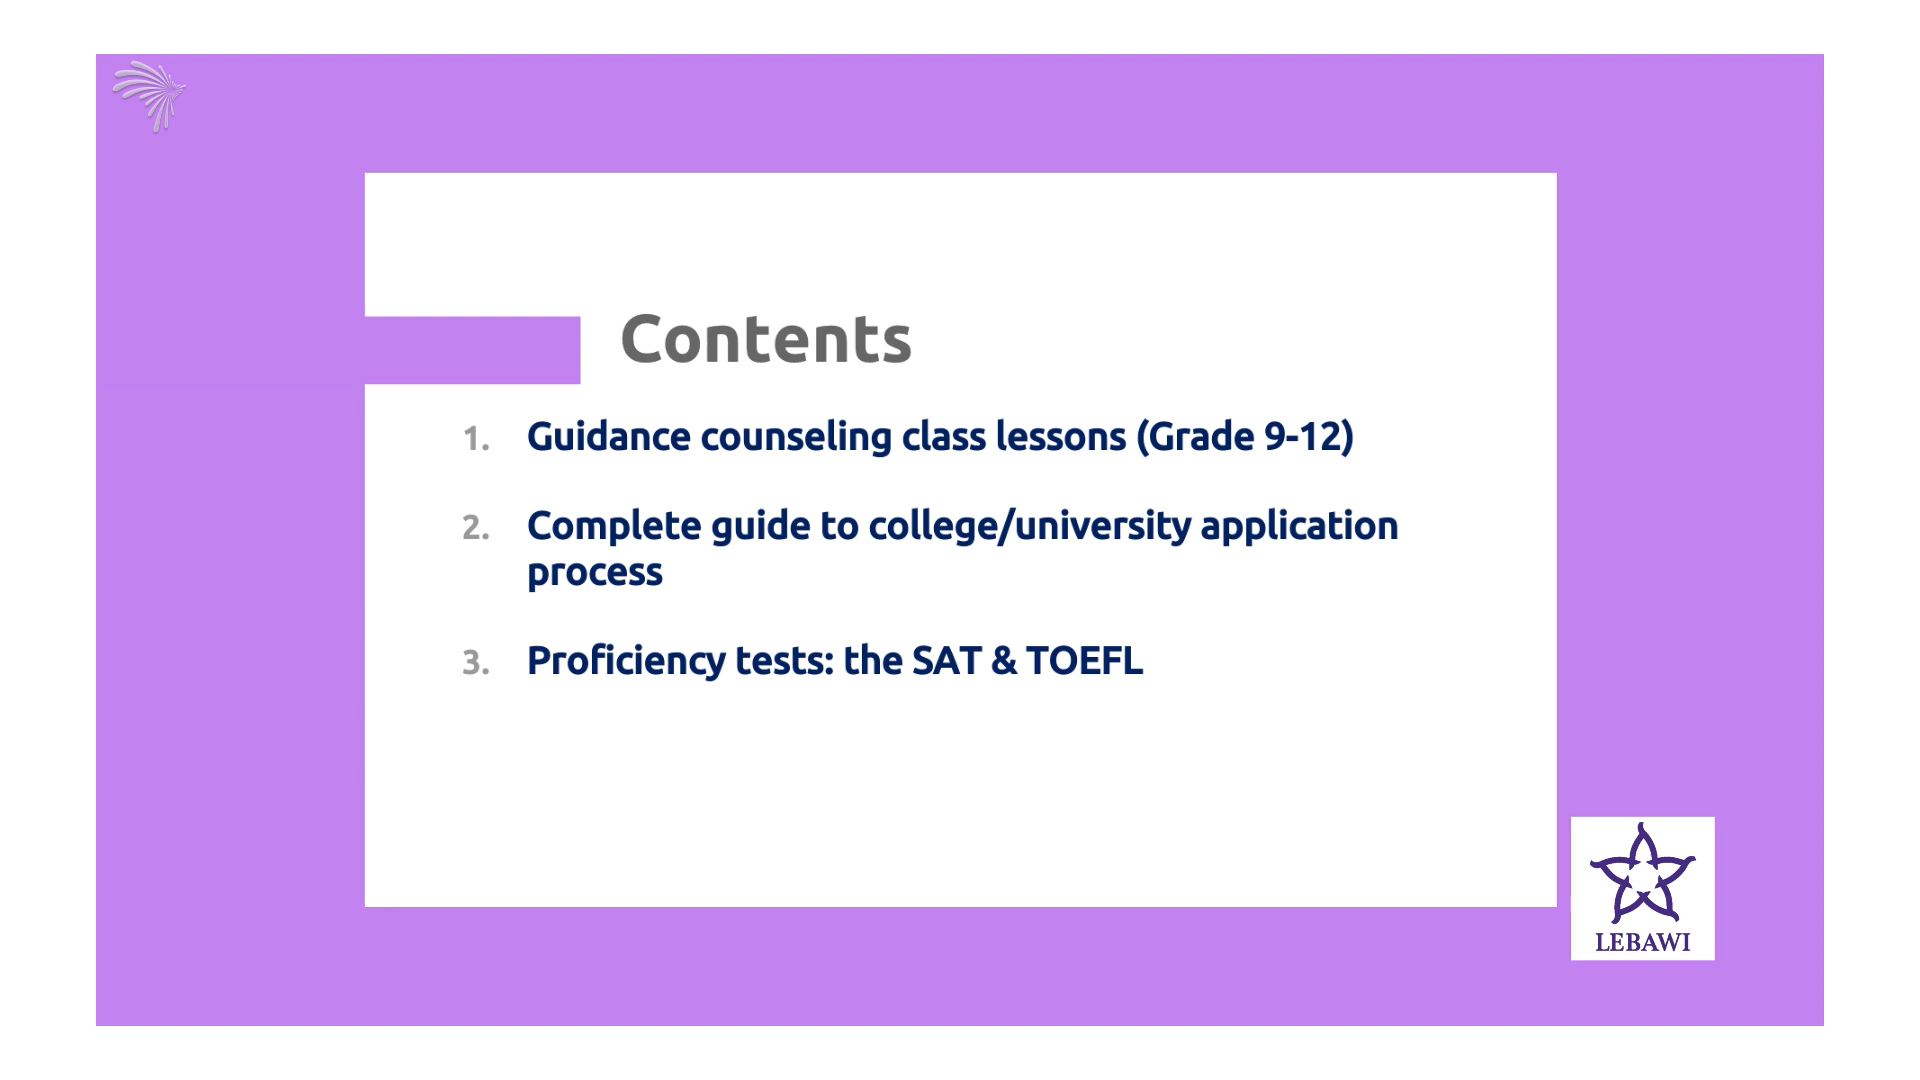 Contents
1. Guidance counseling class lessons (Grade 9-12)
2. Complete guide to college/university application
process
3. Proficiency tests: the SAT & TOEFL
LEBAWI